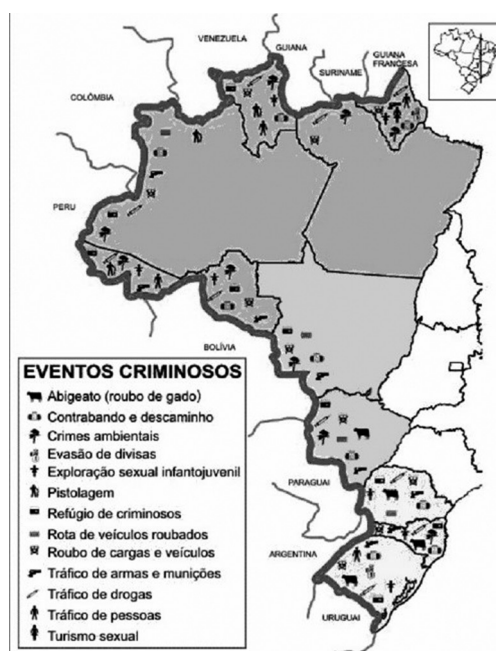 VENEZUELA
GUIANA
GUIANA
FRANCESA
SURINAME
COLÔMBIA
PERU
BOLÍVIA
PARAGUAI
ARGENTINA
URUGUAI
EVENTOS CRIMINOSOS
Abigeato (roubo de gado)
Contrabando e descaminho
Crimes ambientais
Evasão de divisas
Exploração sexual infantojuvenil
Pistolagem
Refúgio de criminosos
Rota de veículos roubados
Roubo de cargas e veículos
Tráfico de armas e munições
Tráfico de drogas
Tráfico de pessoas
Turismo sexual